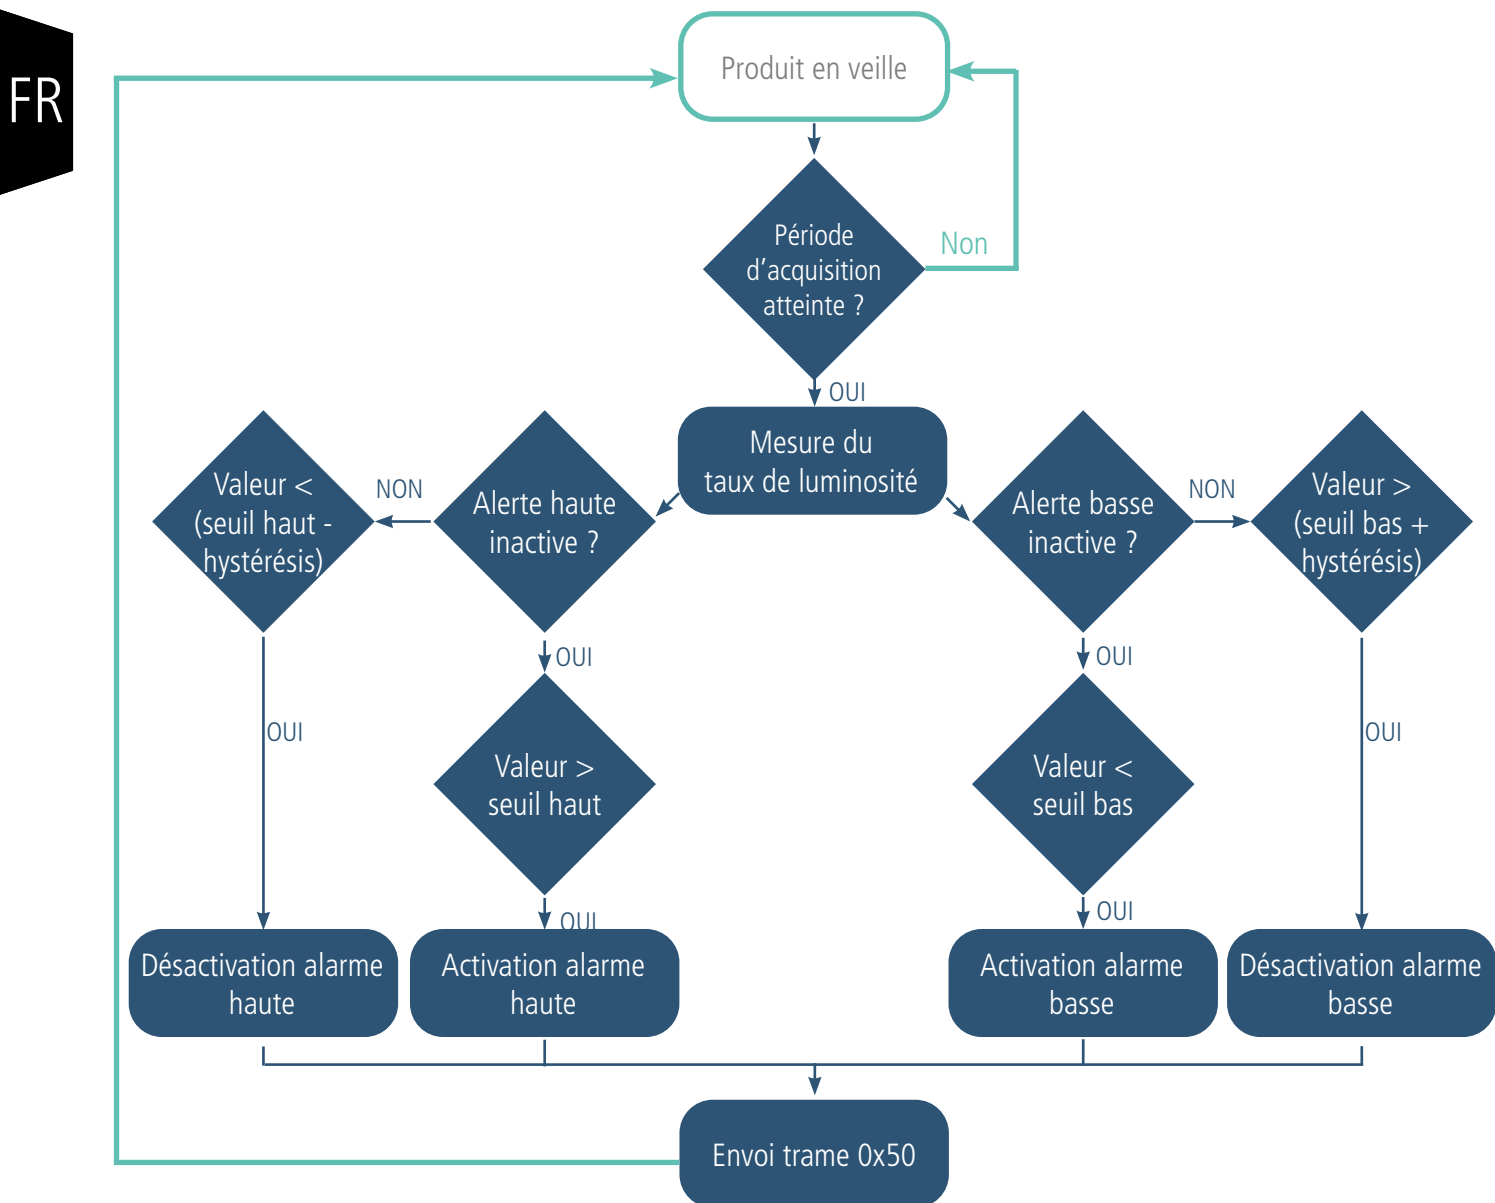 FR
Produit en veille
Période
d’acquisition
atteinte ?
Non
OUI
Mesure du
taux de luminosité
Valeur <
(seuil haut -
hystérésis)
NON
Alerte haute
inactive ?
Alerte basse
inactive ?
NON
Valeur >
(seuil bas +
hystérésis)
OUI
OUI
OUI
Valeur >
seuil haut
Valeur <
seuil bas
OUI
OUI
OUI
Désactivation alarme
haute
Activation alarme
haute
Activation alarme
basse
Désactivation alarme
basse
Envoi trame 0x50